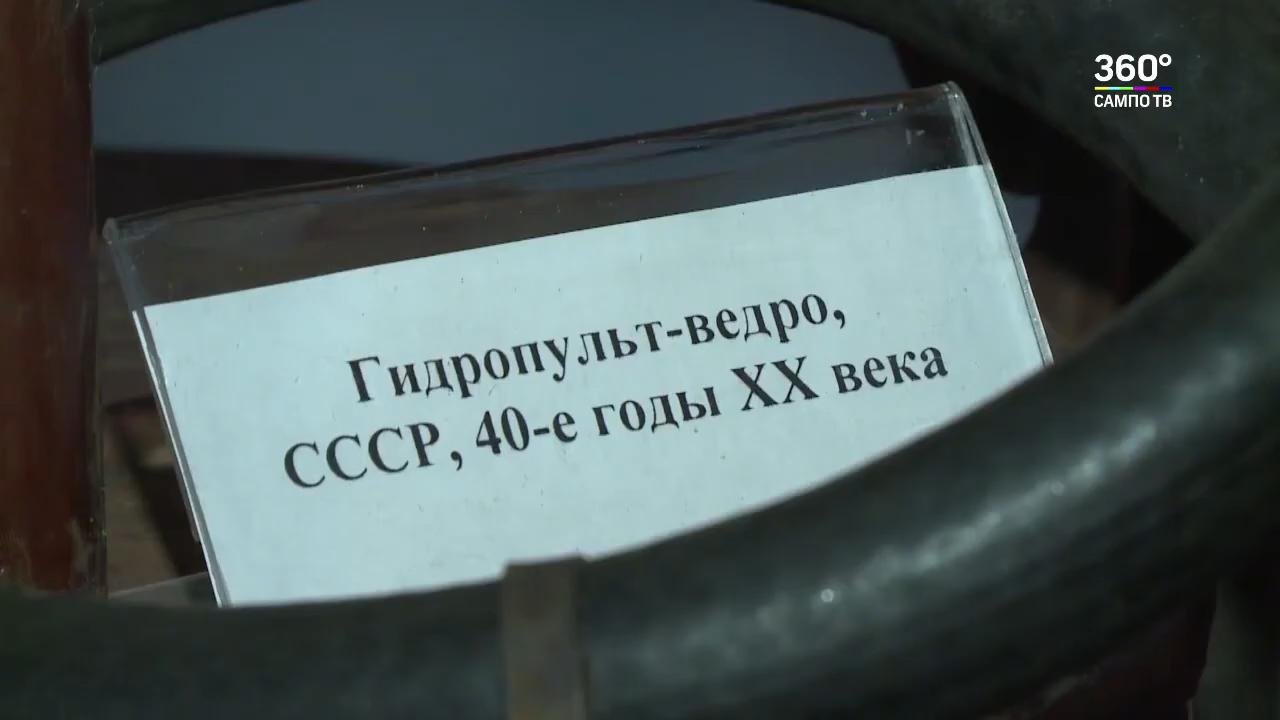 360°
САМПО ТВ
Гидропульт-ведро,
СССР, 40-е годы XX века